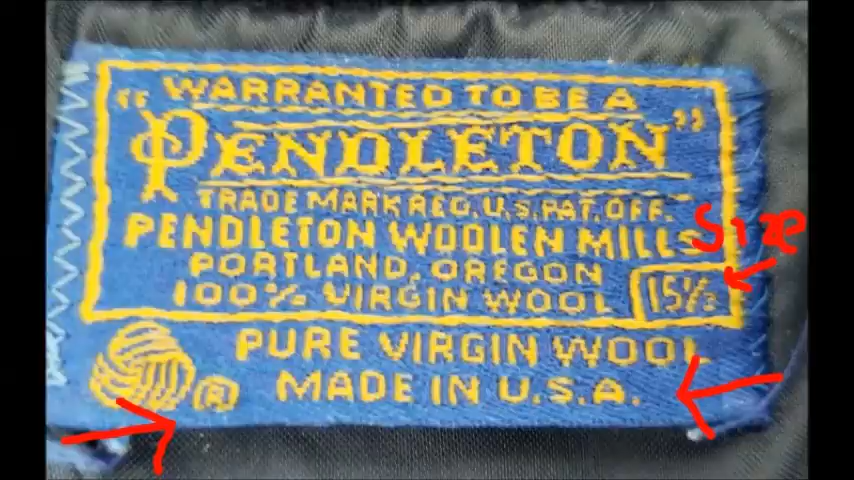 WARRANTED TO BE A
"PENDLETON"
TRADE MARK REG. U.S. PAT. OFF.
PENDLETON WOOLEN MILLS
size
PORTLAND, OREGON
100% VIRGIN WOOL
15½
PURE VIRGIN WOOL
® MADE IN U.S.A.